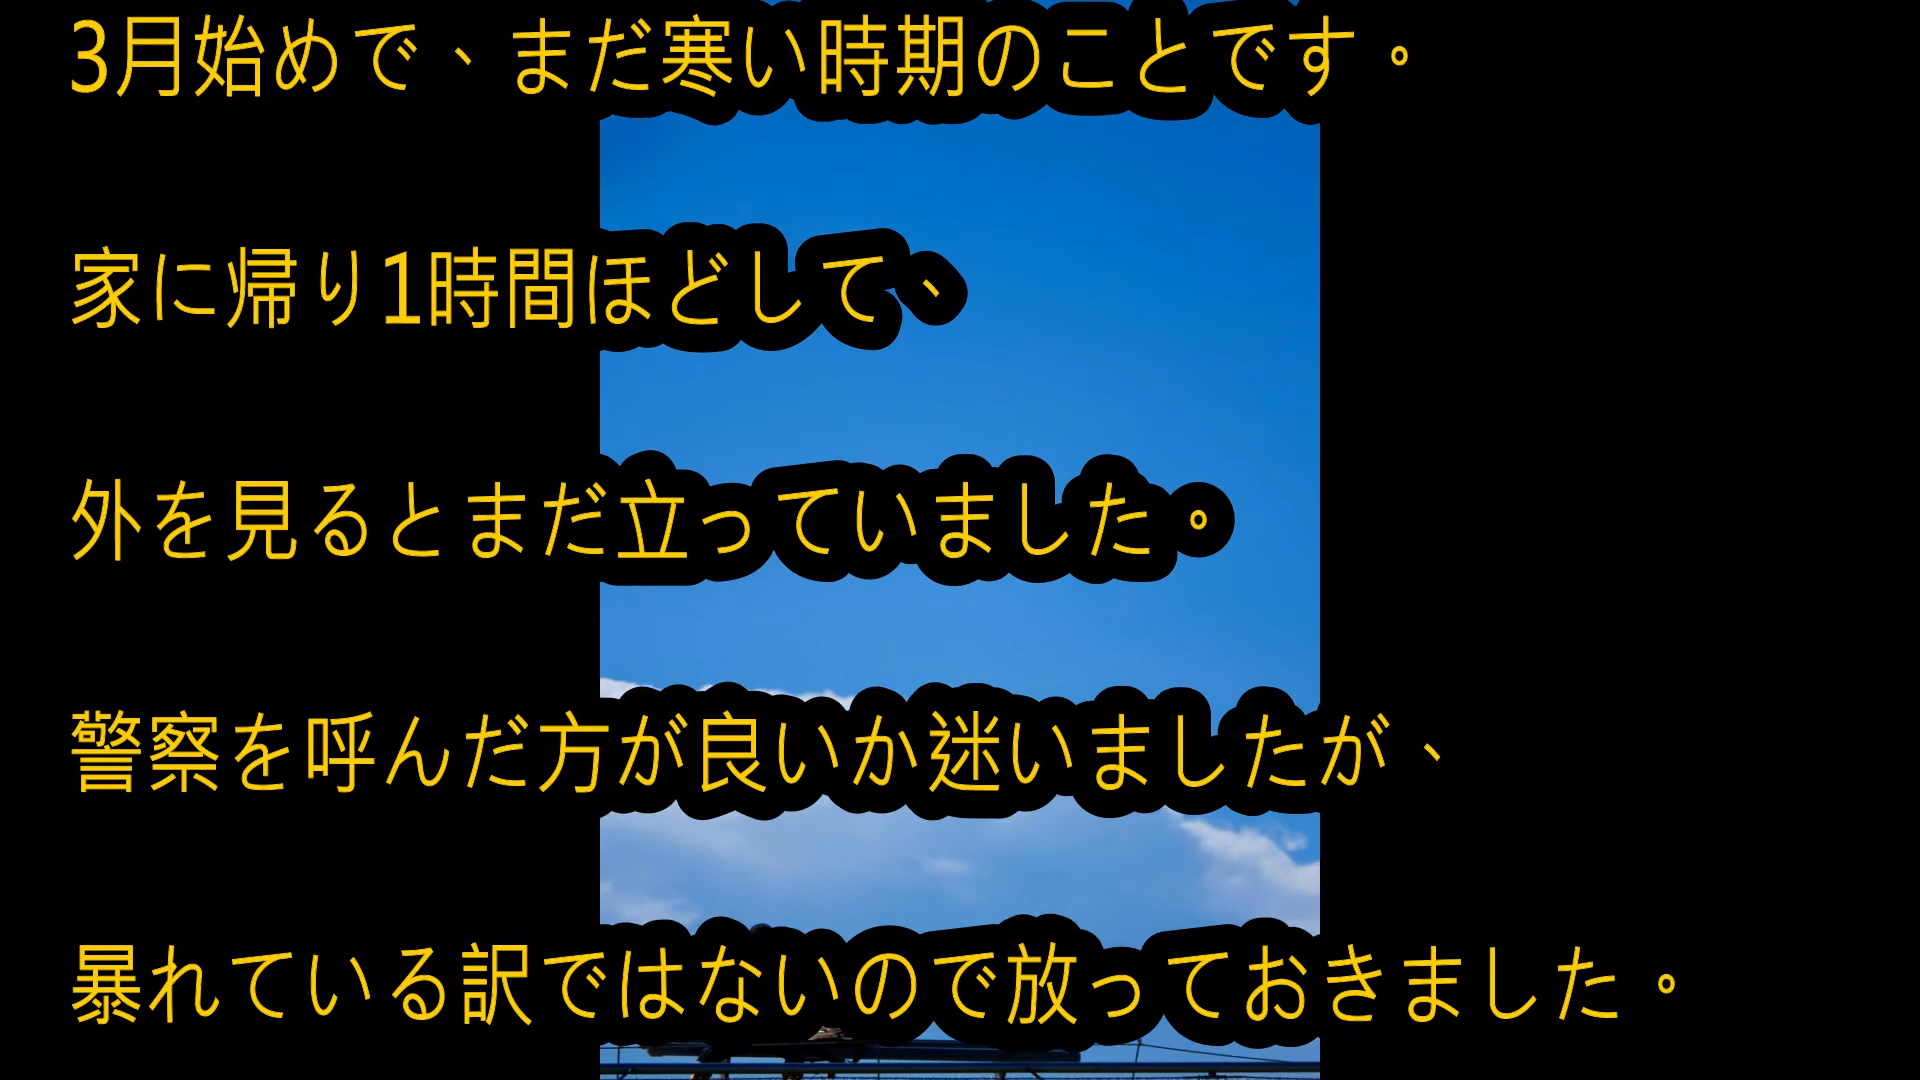 3月始めで、まだ寒い時期のことです。
家に帰り1時間ほどして、
外を見るとまだ立っていました。
警察を呼んだ方が良いか迷いましたが、
暴れている訳ではないので放っておきました。